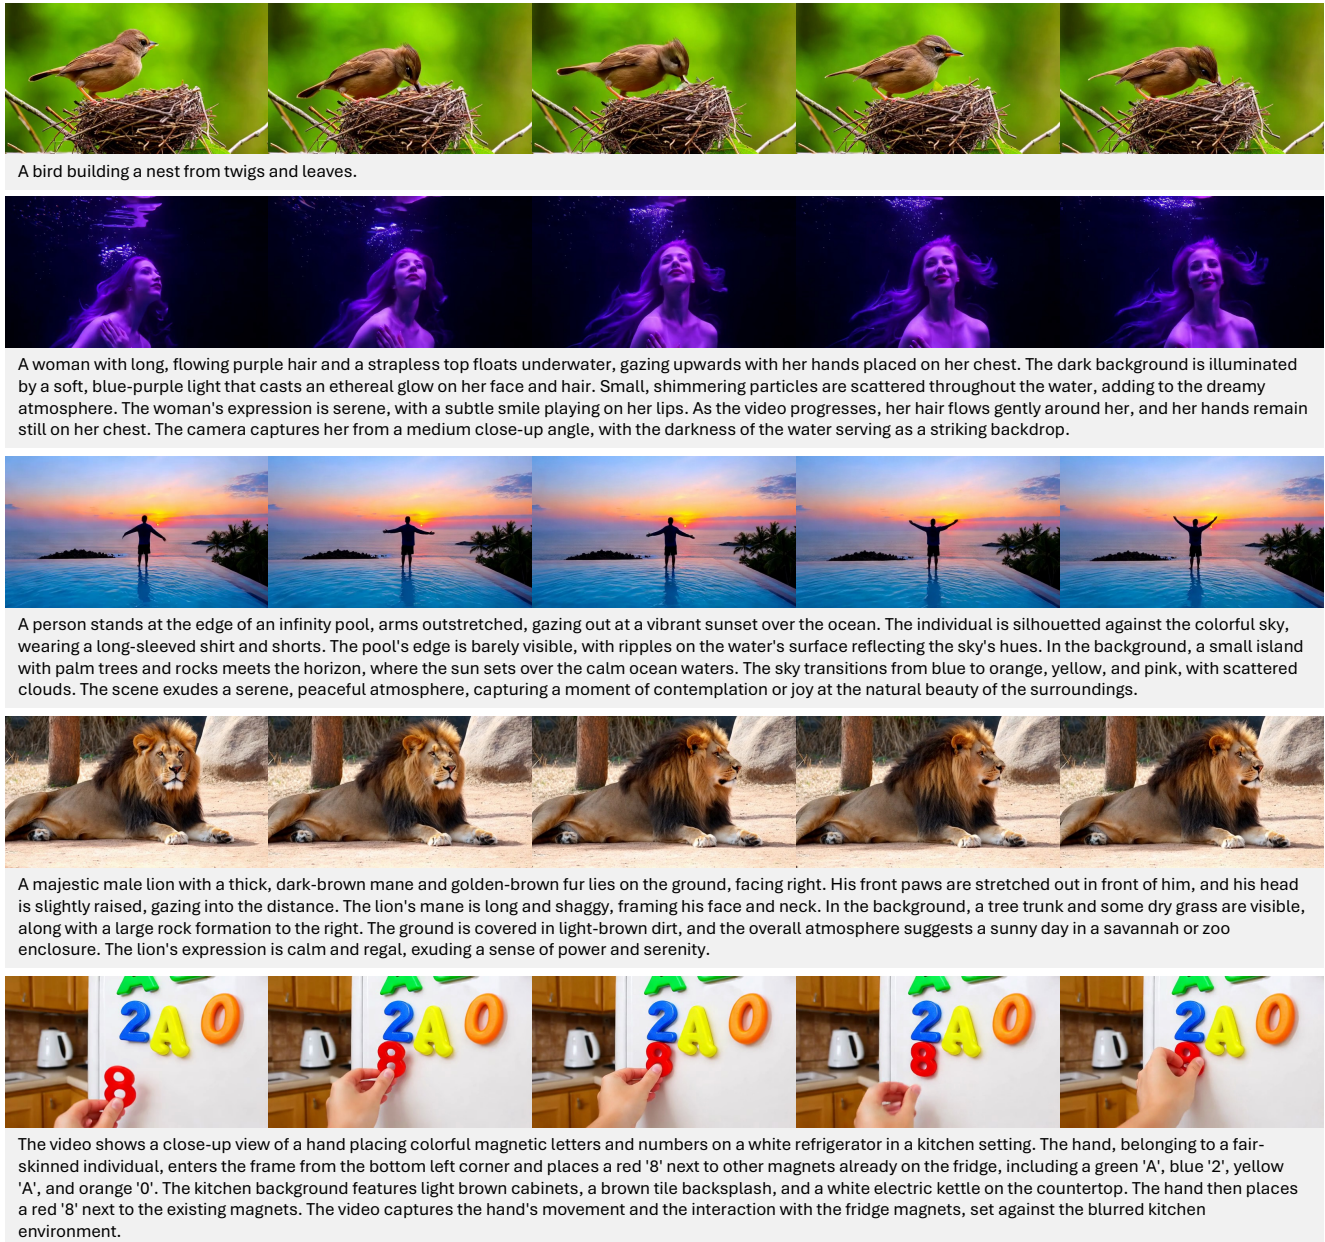 A bird building a nest from twigs and leaves.
A woman with long, flowing purple hair and a strapless top floats underwater, gazing upwards with her hands placed on her chest. The dark background is illuminated
by a soft, blue-purple light that casts an ethereal glow on her face and hair. Small, shimmering particles are scattered throughout the water, adding to the dreamy
atmosphere. The woman's expression is serene, with a subtle smile playing on her lips. As the video progresses, her hair flows gently around her, and her hands remain
still on her chest. The camera captures her from a medium close-up angle, with the darkness of the water serving as a striking backdrop.
A person stands at the edge of an infinity pool, arms outstretched, gazing out at a vibrant sunset over the ocean. The individual is silhouetted against the colorful sky,
wearing a long-sleeved shirt and shorts. The pool's edge is barely visible, with ripples on the water's surface reflecting the sky's hues. In the background, a small island
with palm trees and rocks meets the horizon, where the sun sets over the calm ocean waters. The sky transitions from blue to orange, yellow, and pink, with scattered
clouds. The scene exudes a serene, peaceful atmosphere, capturing a moment of contemplation or joy at the natural beauty of the surroundings.
A majestic male lion with a thick, dark-brown mane and golden-brown fur lies on the ground, facing right. His front paws are stretched out in front of him, and his head
is slightly raised, gazing into the distance. The lion's mane is long and shaggy, framing his face and neck. In the background, a tree trunk and some dry grass are visible,
along with a large rock formation to the right. The ground is covered in light-brown dirt, and the overall atmosphere suggests a sunny day in a savannah or zoo
enclosure. The lion's expression is calm and regal, exuding a sense of power and serenity.
2AO 2AO 2AO 2AO 2AO
8 8 8 8 8
The video shows a close-up view of a hand placing colorful magnetic letters and numbers on a white refrigerator in a kitchen setting. The hand, belonging to a fair-
skinned individual, enters the frame from the bottom left corner and places a red '8' next to other magnets already on the fridge, including a green 'A', blue '2', yellow
'A', and orange '0'. The kitchen background features light brown cabinets, a brown tile backsplash, and a white electric kettle on the countertop. The hand then places
a red '8' next to the existing magnets. The video captures the hand's movement and the interaction with the fridge magnets, set against the blurred kitchen
environment.